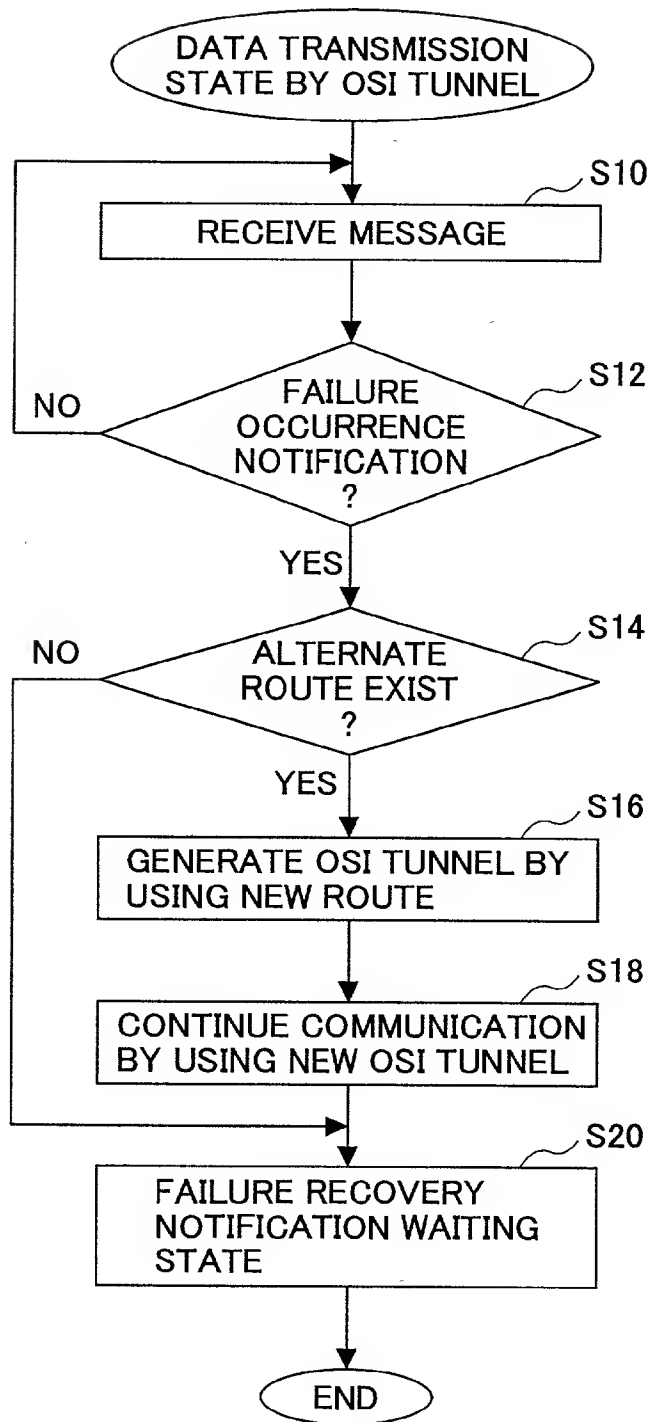 DATA TRANSMISSION
STATE BY OSI TUNNEL
S10
RECEIVE MESSAGE
S12
NO
FAILURE
OCCURRENCE
NOTIFICATION
?
YES
S14
NO
ALTERNATE
ROUTE EXIST
?
YES
S16
GENERATE OSI TUNNEL BY
USING NEW ROUTE
S18
CONTINUE COMMUNICATION
BY USING NEW OSI TUNNEL
S20
FAILURE RECOVERY
NOTIFICATION WAITING
STATE
END